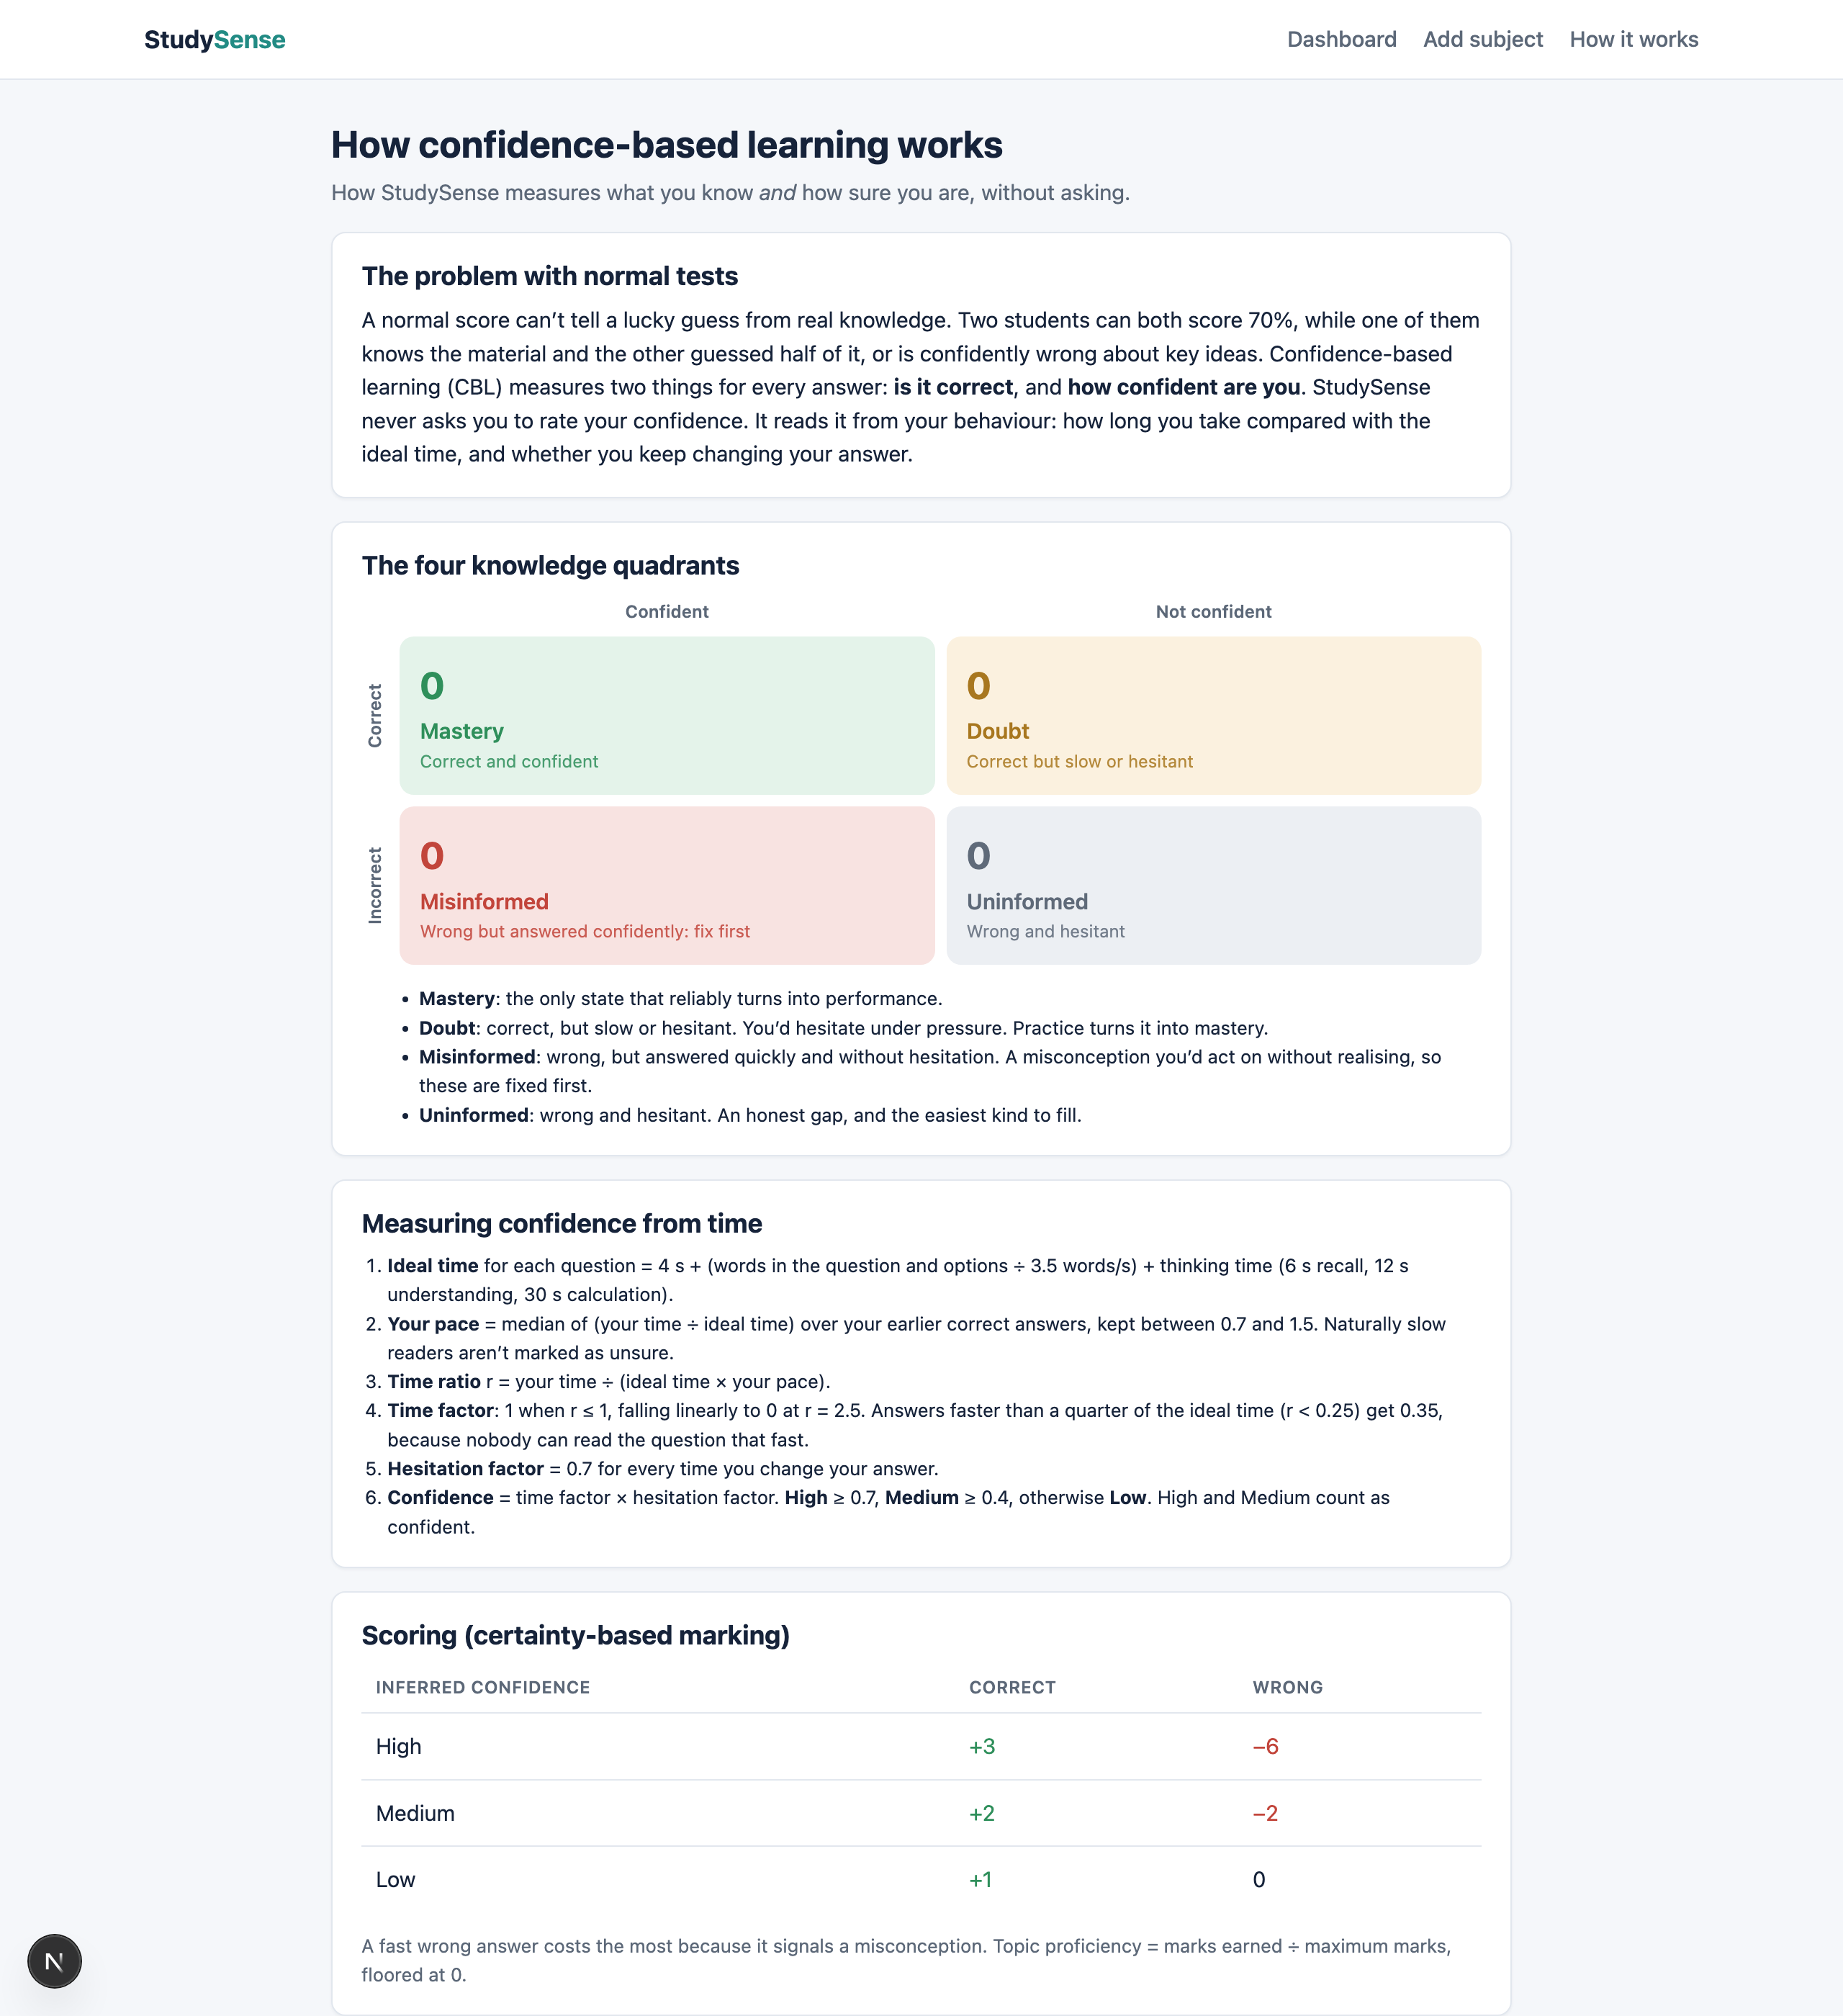 StudySense
Dashboard
Add subject
How it works
How confidence-based learning works
How StudySense measures what you know and how sure you are, without asking.
The problem with normal tests
A normal score can’t tell a lucky guess from real knowledge. Two students can both score 70%, while one of them
knows the material and the other guessed half of it, or is confidently wrong about key ideas. Confidence-based
learning (CBL) measures two things for every answer: is it correct, and how confident are you. StudySense
never asks you to rate your confidence. It reads it from your behaviour: how long you take compared with the
ideal time, and whether you keep changing your answer.
The four knowledge quadrants
Confident
Not confident
Correct
0
Mastery
Correct and confident
0
Doubt
Correct but slow or hesitant
Incorrect
0
Misinformed
Wrong but answered confidently: fix first
0
Uninformed
Wrong and hesitant
• Mastery: the only state that reliably turns into performance.
• Doubt: correct, but slow or hesitant. You’d hesitate under pressure. Practice turns it into mastery.
• Misinformed: wrong, but answered quickly and without hesitation. A misconception you’d act on without realising, so
these are fixed first.
• Uninformed: wrong and hesitant. An honest gap, and the easiest kind to fill.
Measuring confidence from time
1. Ideal time for each question = 4 s + (words in the question and options ÷ 3.5 words/s) + thinking time (6 s recall, 12 s
understanding, 30 s calculation).
2. Your pace = median of (your time ÷ ideal time) over your earlier correct answers, kept between 0.7 and 1.5. Naturally slow
readers aren’t marked as unsure.
3. Time ratio r = your time ÷ (ideal time × your pace).
4. Time factor: 1 when r ≤ 1, falling linearly to 0 at r = 2.5. Answers faster than a quarter of the ideal time (r < 0.25) get 0.35,
because nobody can read the question that fast.
5. Hesitation factor = 0.7 for every time you change your answer.
6. Confidence = time factor × hesitation factor. High ≥ 0.7, Medium ≥ 0.4, otherwise Low. High and Medium count as
confident.
Scoring (certainty-based marking)
INFERRED CONFIDENCE CORRECT WRONG
High +3 −6
Medium +2 −2
Low +1 0
A fast wrong answer costs the most because it signals a misconception. Topic proficiency = marks earned ÷ maximum marks,
floored at 0.
N